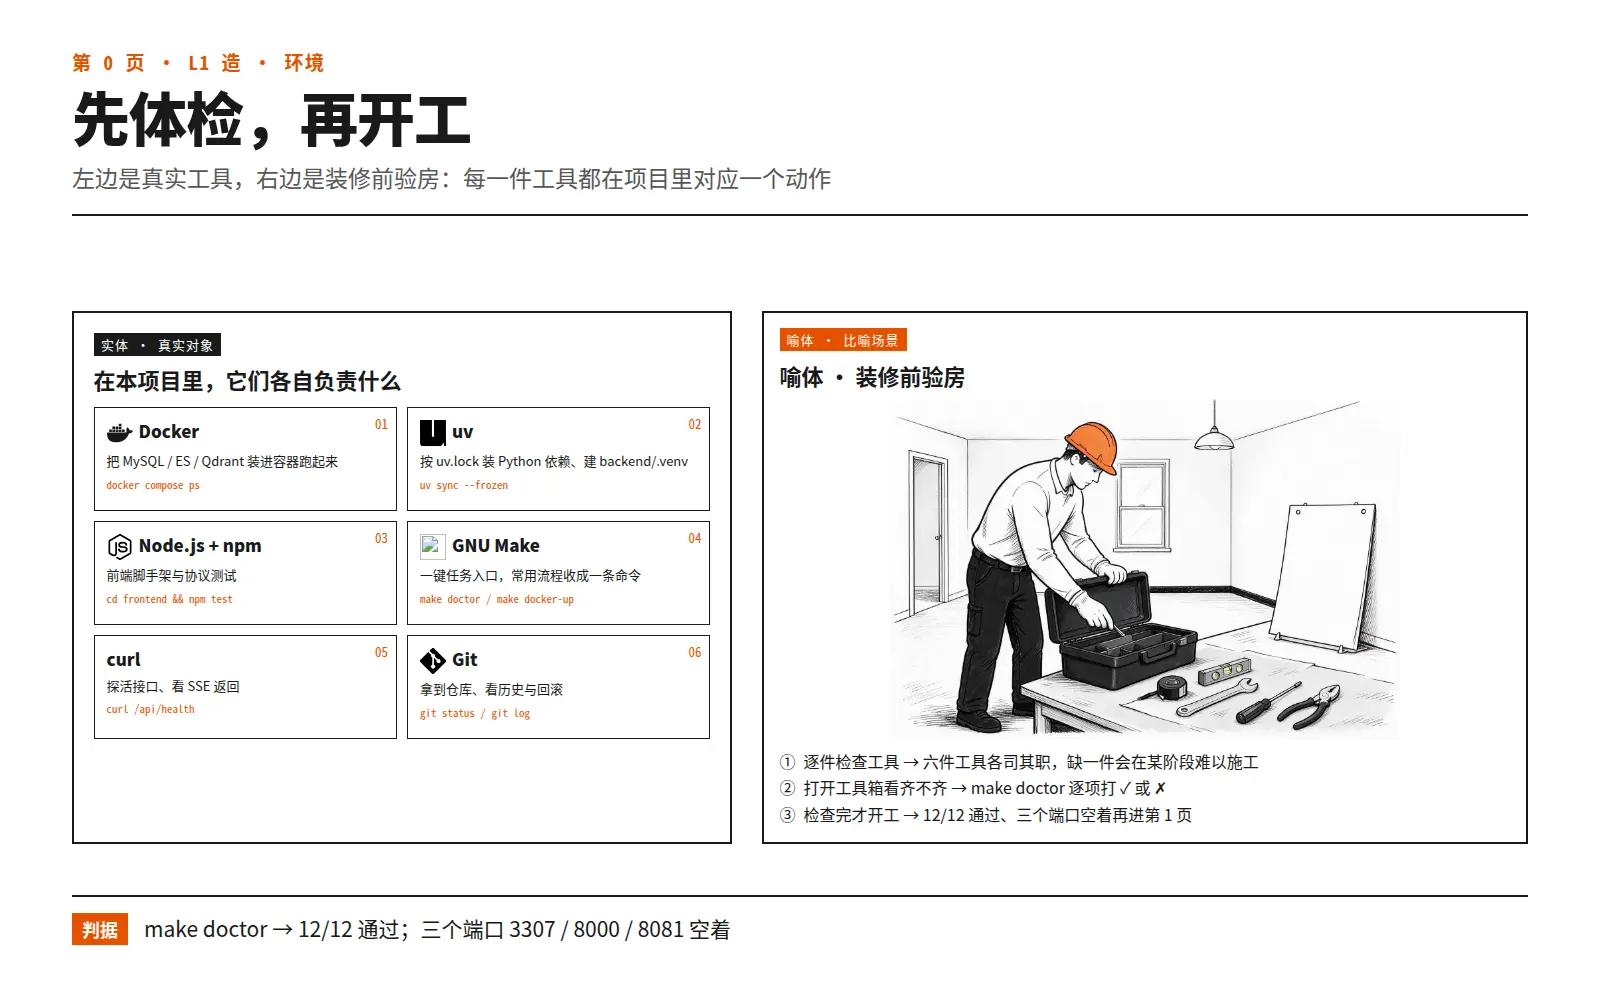 第 0 页 · L1 造 · 环境
先体检，再开工
左边是真实工具，右边是装修前验房：每一件工具都在项目里对应一个动作
实体 · 真实对象
在本项目里，它们各自负责什么
Docker
01
把 MySQL / ES / Qdrant 装进容器跑起来
docker compose ps
uv
02
按 uv.lock 装 Python 依赖、建 backend/.venv
uv sync --frozen
Node.js + npm
03
前端脚手架与协议测试
cd frontend && npm test
GNU Make
04
一键任务入口，常用流程收成一条命令
make doctor / make docker-up
curl
05
探活接口、看 SSE 返回
curl /api/health
Git
06
拿到仓库、看历史与回滚
git status / git log
喻体 · 比喻场景
喻体 · 装修前验房
① 逐件检查工具 → 六件工具各司其职，缺一件会在某阶段难以施工
② 打开工具箱看齐不齐 → make doctor 逐项打 ✓ 或 ✗
③ 检查完才开工 → 12/12 通过、三个端口空着再进第 1 页
判据 make doctor → 12/12 通过；三个端口 3307 / 8000 / 8081 空着